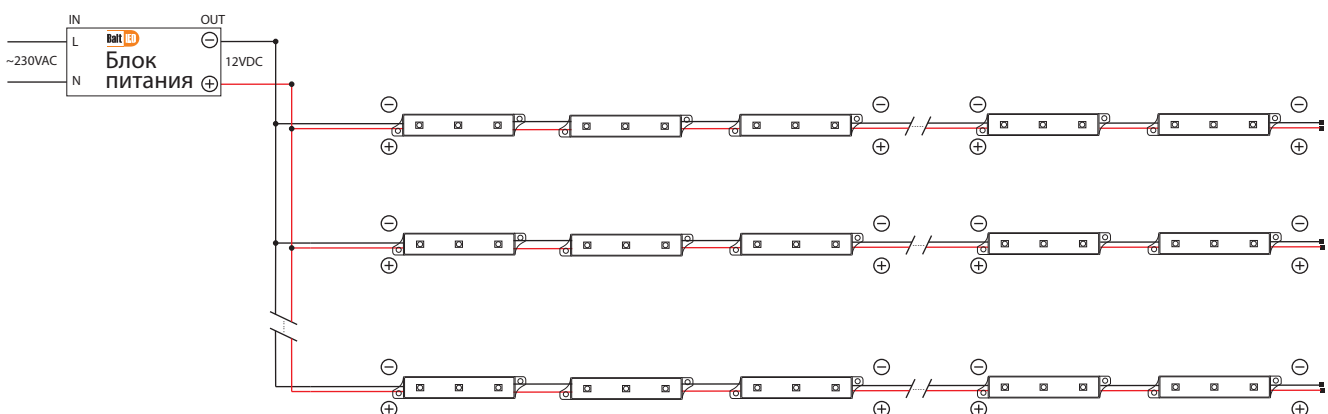 IN
OUT
L
Balt LED
~230VAC
Блок
12VDC
N
питания